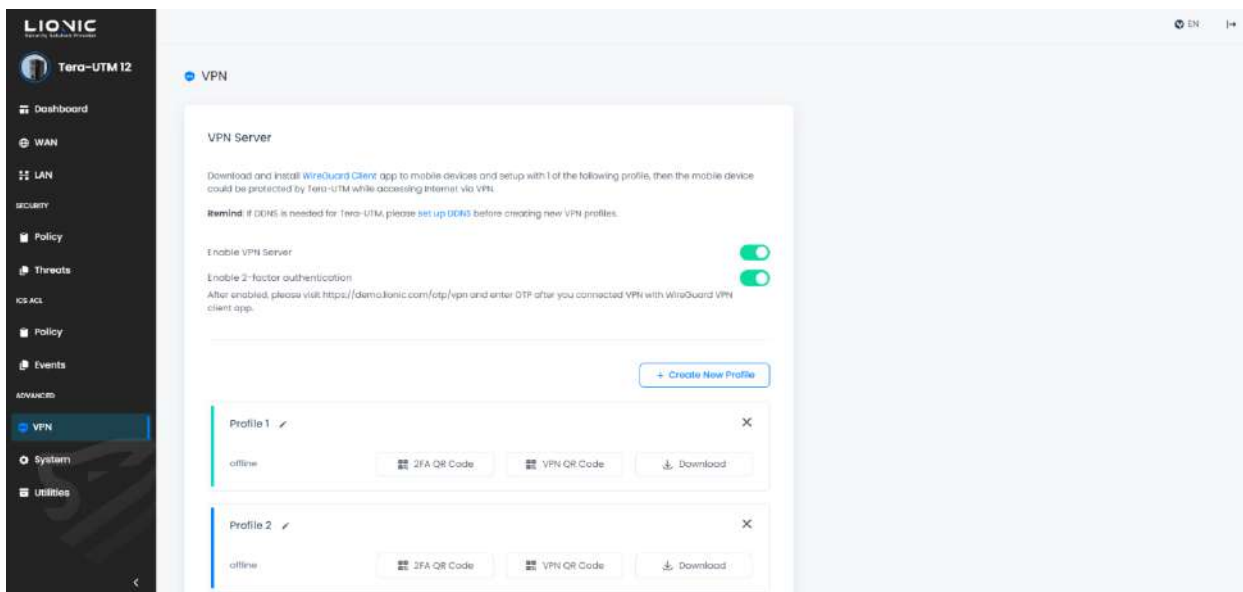 LIONIC
Security Solution Provider
EN
Tera-UTM 12
VPN
Dashboard
WAN
LAN
SECURITY
Policy
Threats
ICS ACL
Policy
Events
ADVANCED
VPN
System
Utilities
VPN Server
Download and install WireGuard Client app to mobile devices and setup with 1 of the following profile, then the mobile device
could be protected by Tera-UTM while accessing Internet via VPN.
Remind: If DDNS is needed for Tera-UTM, please set up DDNS before creating new VPN profiles.
Enable VPN Server
Enable 2-factor authentication
After enabled, please visit https://demo.lionic.com/otp/vpn and enter OTP after you connected VPN with WireGuard VPN
client app.
+ Create New Profile
Profile 1
offline
2FA QR Code
VPN QR Code
Download
Profile 2
offline
2FA QR Code
VPN QR Code
Download